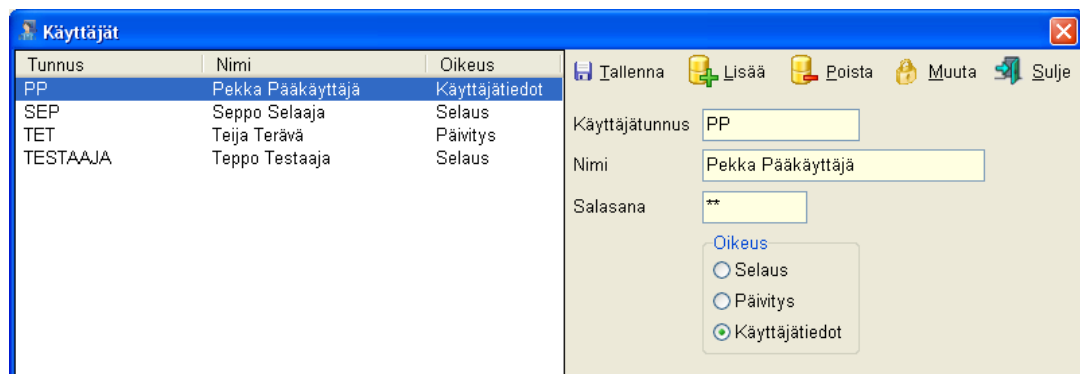 Käyttäjät
Tunnus Nimi Oikeus
PP Pekka Pääkäyttäjä Käyttäjätiedot
SEP Seppo Selaaja Selaus
TET Teija Terävä Päivitys
TESTAAJA Teppo Testaaja Selaus
Tallenna Lisää Poista Muuta Sulje
Käyttäjätunnus PP
Nimi Pekka Pääkäyttäjä
Salasana **
Oikeus
Selaus
Päivitys
Käyttäjätiedot